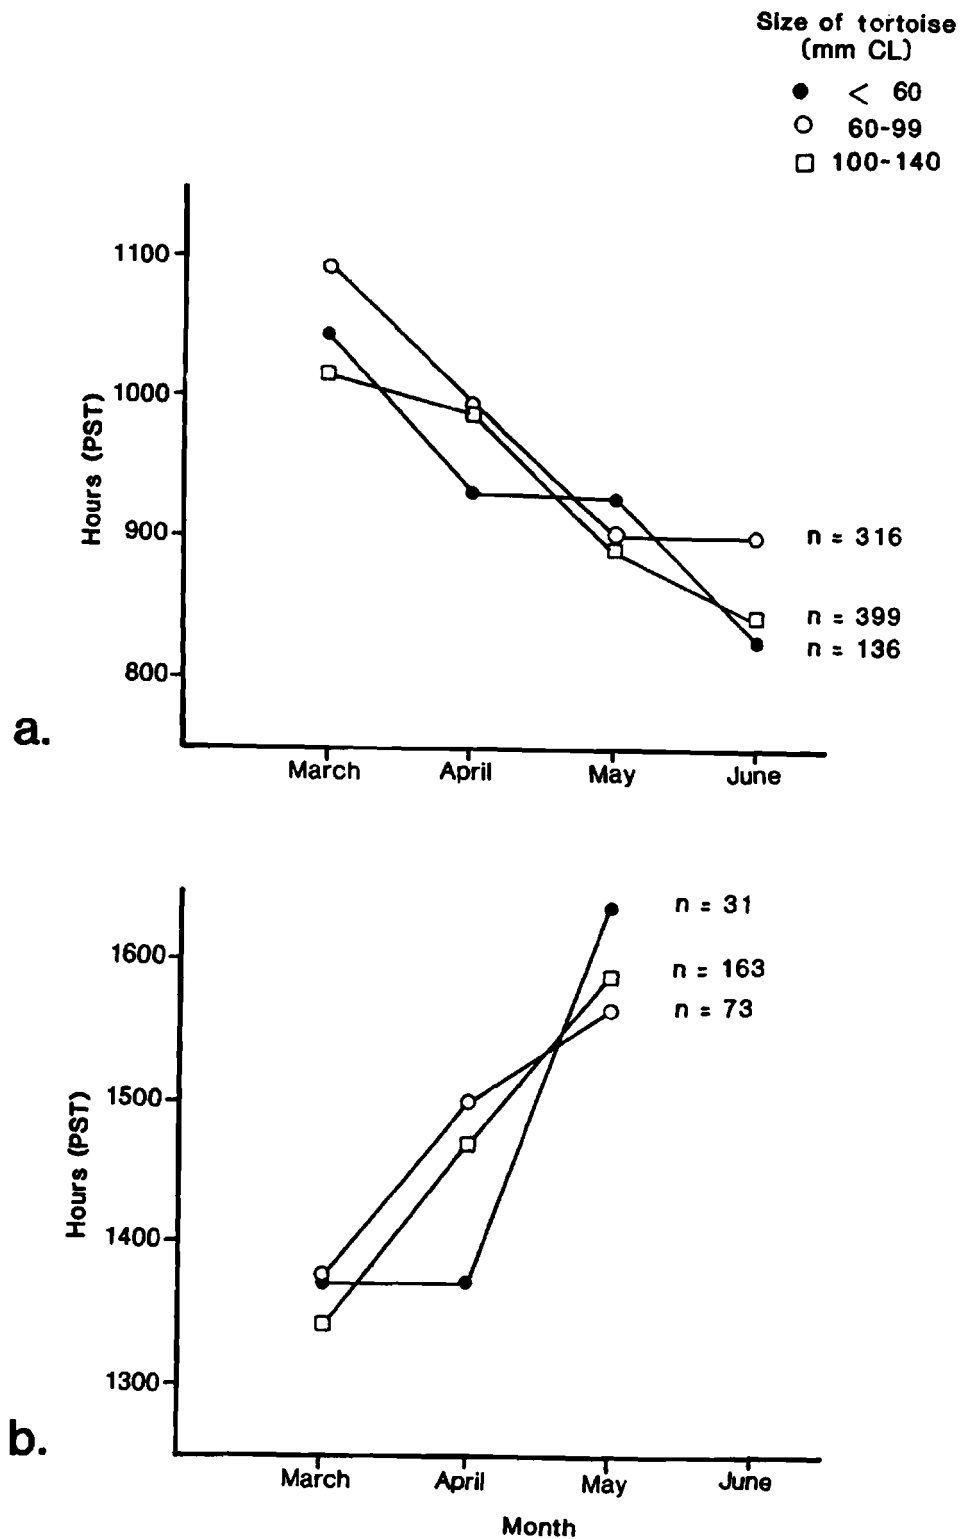 Size of tortoise
(mm CL)
< 60
60-99
100-140
1100
1000
900
800
Hours (PST)
n = 316
n = 399
n = 136
a.
March April May June
1600
1500
1400
1300
Hours (PST)
n = 31
n = 163
n = 73
b.
March April May June
Month